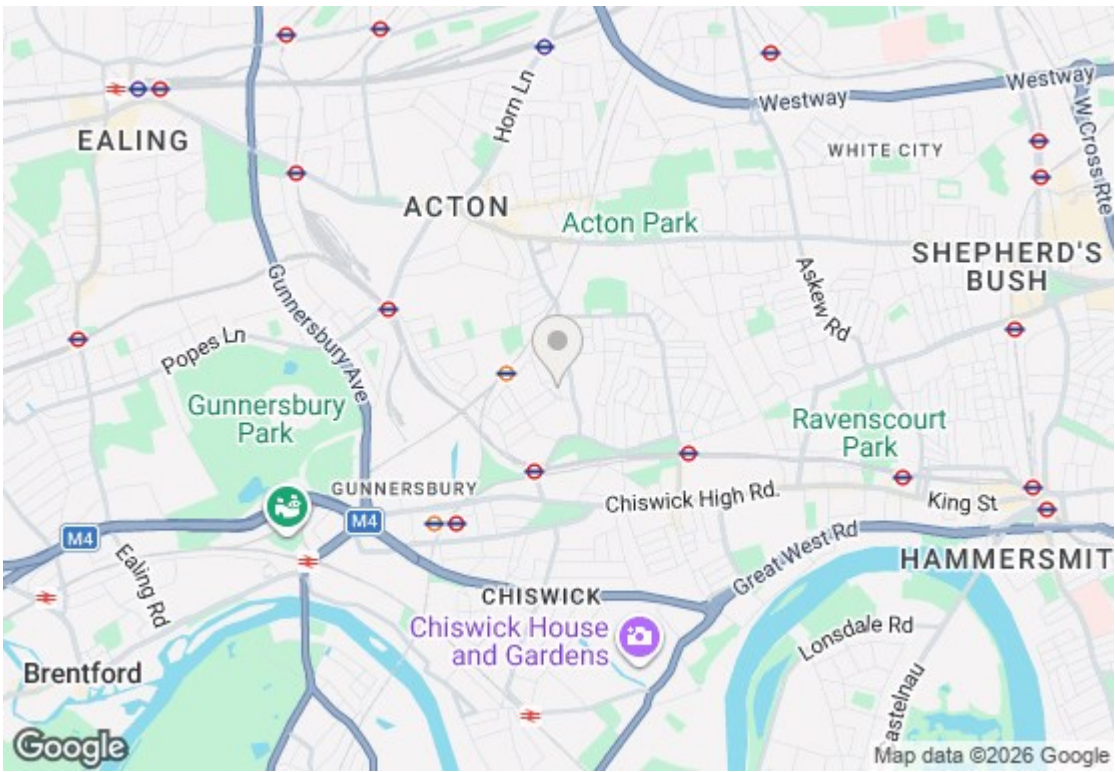 Westway
Westway
W Cross Rte
Horn Ln
EALING
WHITE CITY
ACTON
Acton Park
SHEPHERD'S
BUSH
Askew Rd
Gunnersbury Ave
Popes Ln
Gunnersbury
Park
Ravenscourt
Park
GUNNERSBURY
Chiswick High Rd.
King St
M4
M4
Ealing Rd
Great West Rd
HAMMERSMIT
CHISWICK
Chiswick House
and Gardens
Lonsdale Rd
Brentford
Castelnau
Google
Map data ©2026 Google